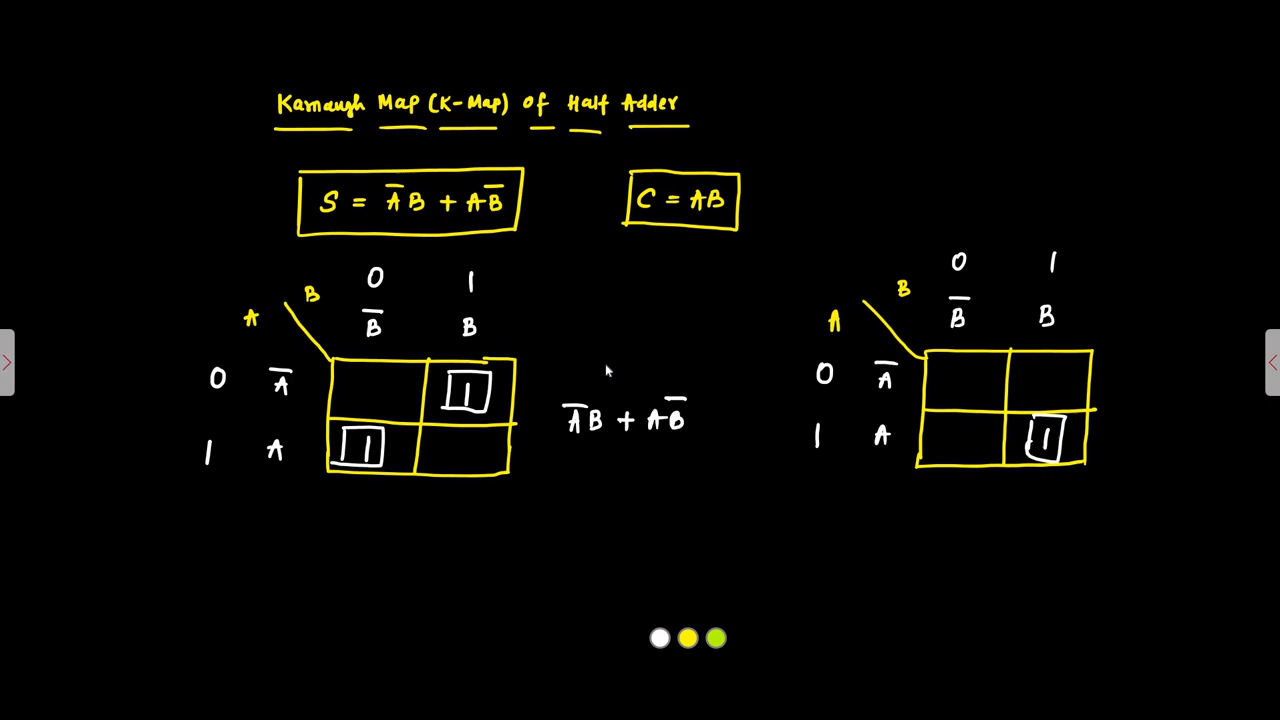 Karnaugh Map (K-Map) Of Half Adder
S = A̅B + AB̅
C = AB
0 1
B
B̅ B
A
0 A̅ 1
1 A 1
A̅B + AB̅
0 1
B
B̅ B
A
0 A̅
1 A 1